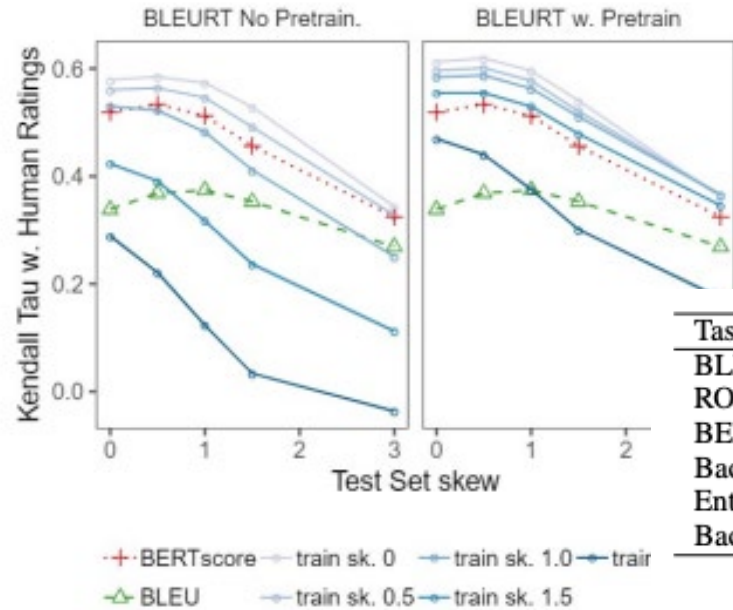 BLEURT No Pretrain.
BLEURT w. Pretrain
Kendall Tau w. Human Ratings
0.6
0.4
0.2
0.0
0 1 2 3
0 1 2
Test Set skew
BERTscore train sk. 0 train sk. 1.0
BLEU train sk. 0.5 train sk. 1.5